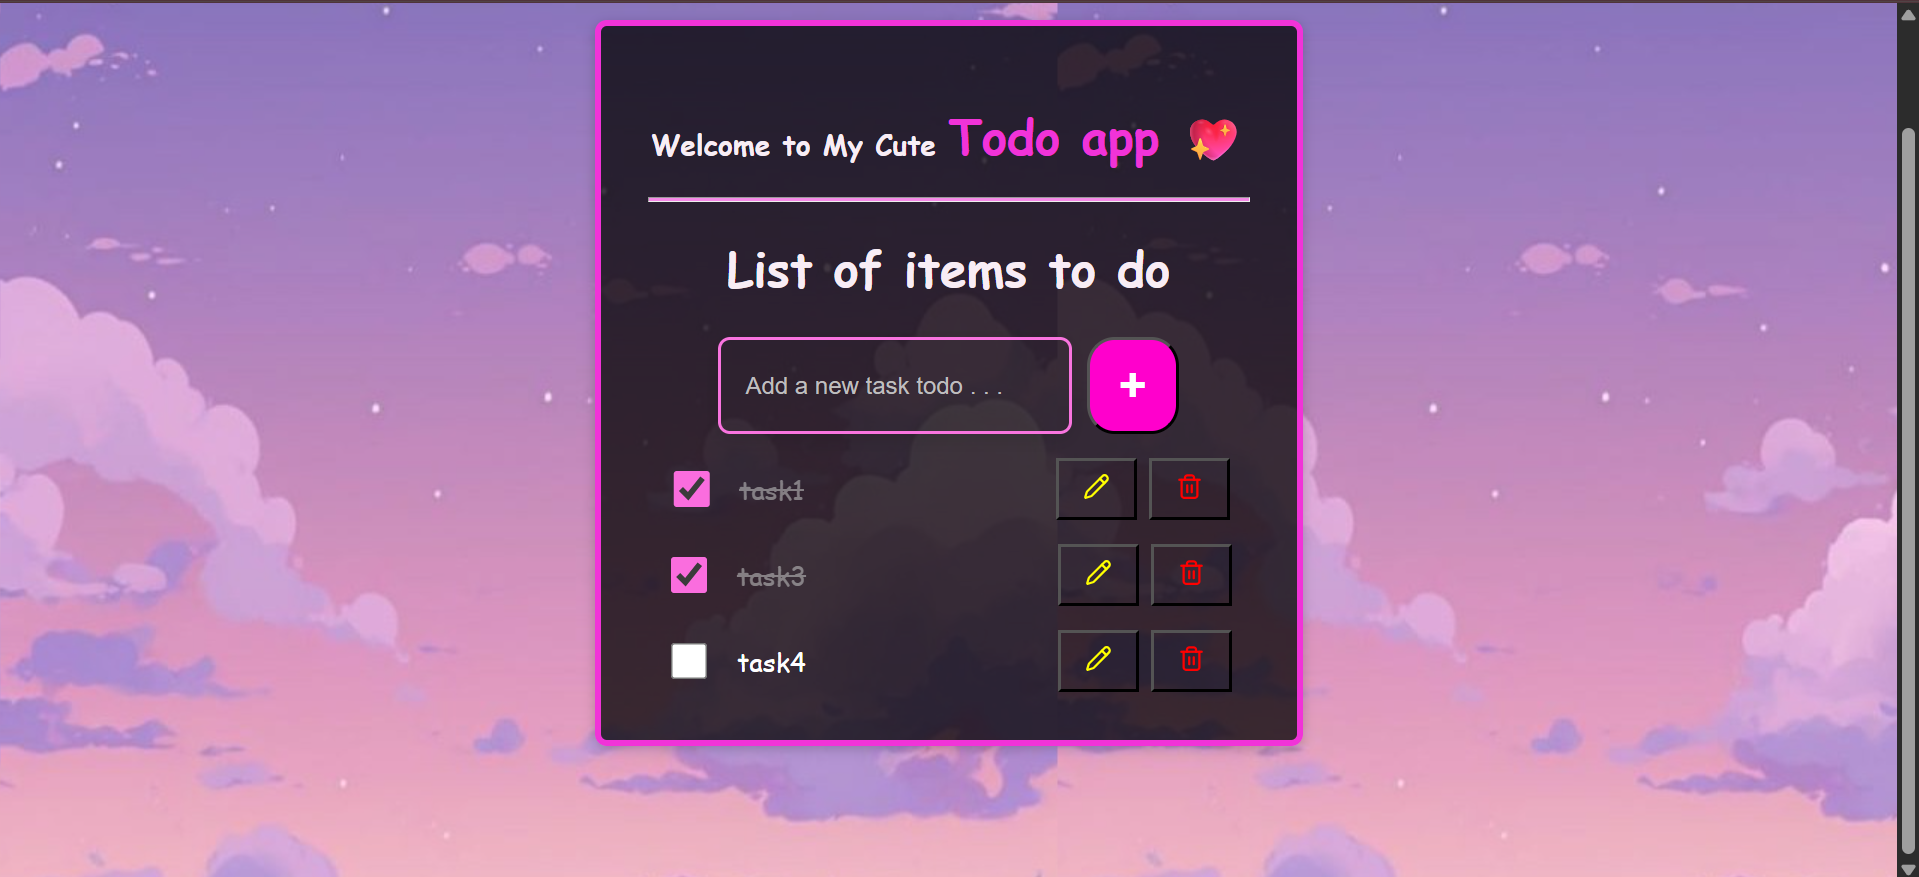 Welcome to My Cute Todo app 💖
List of items to do
Add a new task todo . . .
+
task1
task3
task4